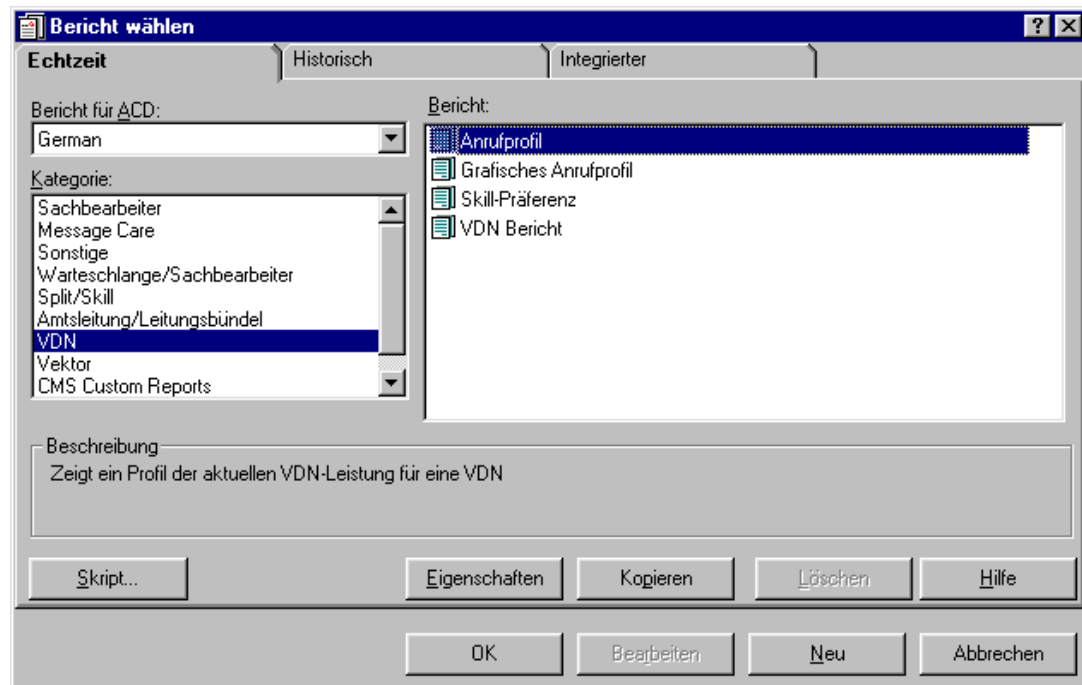 Bericht wählen
Echtzeit
Historisch
Integrierter
Bericht für ACD:
German
Kategorie:
Sachbearbeiter
Message Care
Sonstige
Warteschlange/Sachbearbeiter
Split/Skill
Amtsleitung/Leitungsbündel
VDN
Vektor
CMS Custom Reports
Bericht:
Anrufprofil
Grafisches Anrufprofil
Skill-Präferenz
VDN Bericht
Beschreibung
Zeigt ein Profil der aktuellen VDN-Leistung für eine VDN
Skript...
Eigenschaften
Kopieren
Löschen
Hilfe
OK
Bearbeiten
Neu
Abbrechen